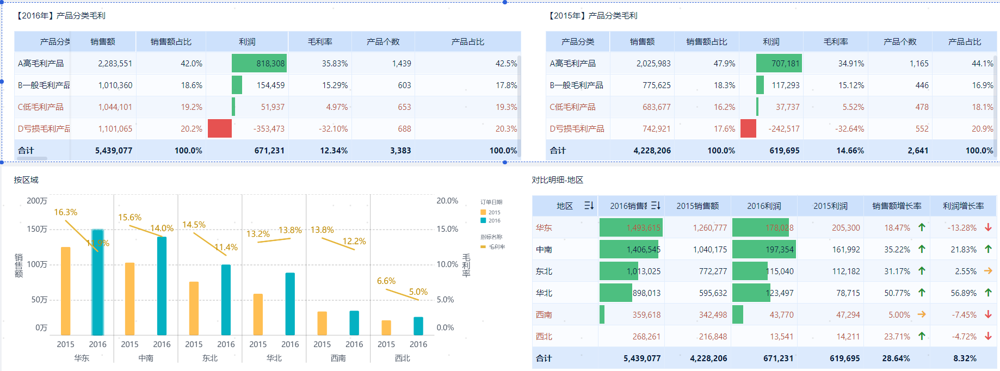 【2016年】产品分类毛利
产品分类 销售额 销售额占比 利润 毛利率 产品个数 产品占比
A高毛利产品 2,283,551 42.0% 818,308 35.83% 1,439 42.5%
B一般毛利产品 1,010,360 18.6% 154,459 15.29% 603 17.8%
C低毛利产品 1,044,101 19.2% 51,937 4.97% 653 19.3%
D亏损毛利产品 1,101,065 20.2% -353,473 -32.10% 688 20.3%
合计 5,439,077 100.0% 671,231 12.34% 3,383 100.0%
【2015年】产品分类毛利
产品分类 销售额 销售额占比 利润 毛利率 产品个数 产品占比
A高毛利产品 2,025,983 47.9% 707,181 34.91% 1,165 44.1%
B一般毛利产品 775,625 18.3% 117,293 15.12% 446 16.9%
C低毛利产品 683,677 16.2% 37,737 5.52% 478 18.1%
D亏损毛利产品 742,921 17.6% -242,517 -32.64% 552 20.9%
合计 4,228,206 100.0% 619,695 14.66% 2,641 100.0%
按区域
销售额
200万
150万
100万
50万
0万
16.3% 11.9% 15.6% 14.0% 14.5% 11.4% 13.2% 13.8% 13.8% 12.2% 6.6% 5.0%
20.0%
15.0%
10.0%
5.0%
0.0%
毛利率
2015 2016 2015 2016 2015 2016 2015 2016 2015 2016 2015 2016
华东 中南 东北 华北 西南 西北
订单日期
2015
2016
指标名称
毛利率
对比明细-地区
地区 2016销售额 2015销售额 2016利润 2015利润 销售额增长率 利润增长率
华东 1,493,615 1,260,777 178,028 205,300 18.47% -13.28%
中南 1,406,545 1,040,175 197,354 161,992 35.22% 21.83%
东北 1,013,025 772,277 115,040 112,182 31.17% 2.55%
华北 898,013 595,632 123,497 78,715 50.77% 56.89%
西南 359,618 342,498 43,770 47,294 5.00% -7.45%
西北 268,261 216,848 13,541 14,211 23.71% -4.72%
合计 5,439,077 4,228,206 671,231 619,695 28.64% 8.32%